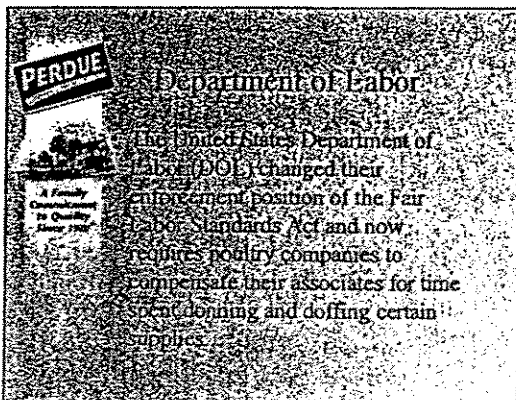 PERDUE
A Family
Commitment
to Quality
Since 1920
Department of Labor
The United States Department of
Labor (DOL) changed their
enforcement position of the Fair
Labor Standards Act and now
requires poultry companies to
compensate their associates for time
spent donning and doffing certain
supplies.